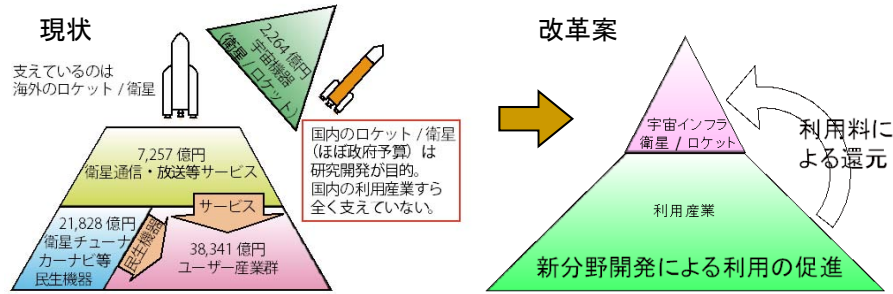 現状
支えているのは
海外のロケット / 衛星
2,264 億円
宇宙機器
(衛星 / ロケット)
国内のロケット / 衛星
（ほぼ政府予算）は
研究開発が目的。
国内の利用産業すら
全く支えていない。
7,257 億円
衛星通信・放送等サービス
サービス
21,828 億円
衛星チューナ
カーナビ等
民生機器
民生機器
38,341 億円
ユーザー産業群
改革案
宇宙インフラ
衛星 / ロケット
利用料に
よる還元
利用産業
新分野開発による利用の促進